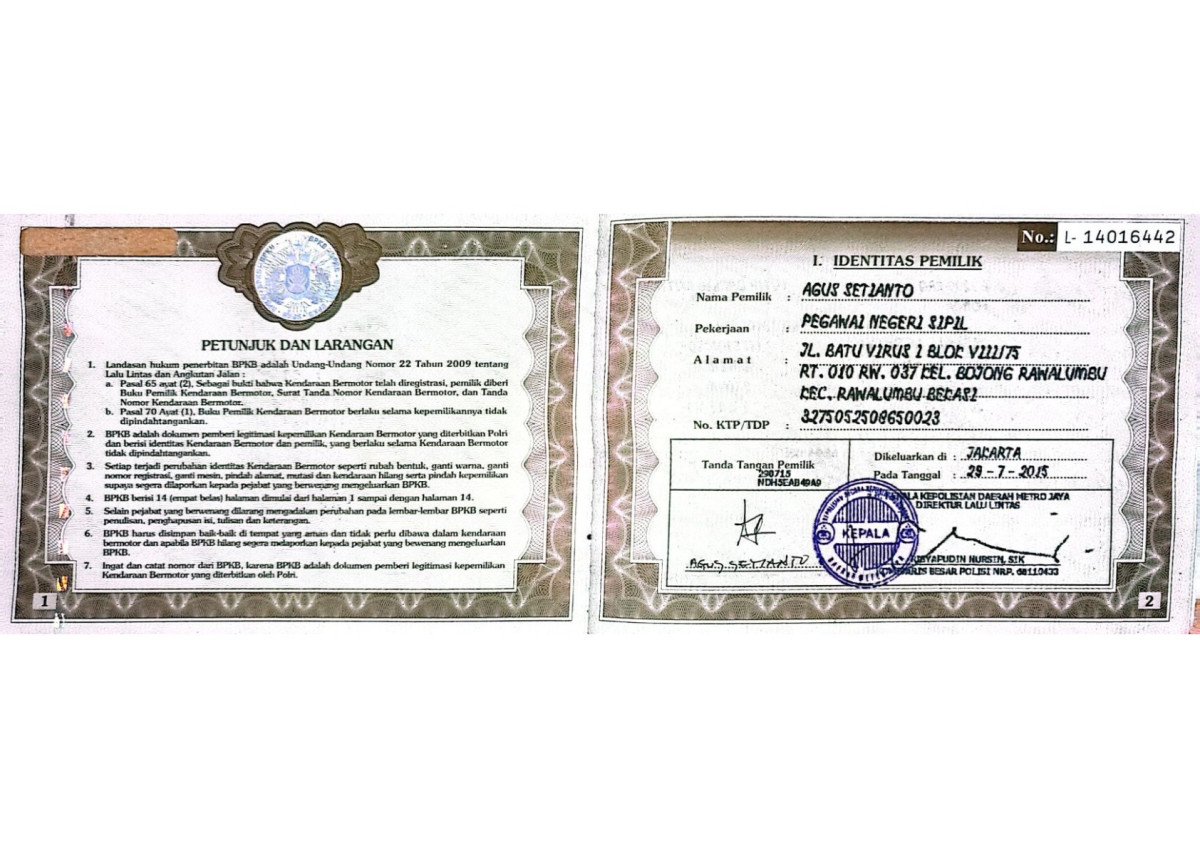 PETUNJUK DAN LARANGAN
1. Landasan hukum penerbitan BPKB adalah Undang-Undang Nomor 22 Tahun 2009 tentang
Lalu Lintas dan Angkutan Jalan :
a. Pasal 65 ayat (2), Sebagai bukti bahwa Kendaraan Bermotor telah diregistrasi, pemilik diberi
Buku Pemilik Kendaraan Bermotor, Surat Tanda Nomor Kendaraan Bermotor, dan Tanda
Nomor Kendaraan Bermotor.
b. Pasal 70 Ayat (1), Buku Pemilik Kendaraan Bermotor berlaku selama kepemilikannya tidak
dipindahtangankan.
2. BPKB adalah dokumen pemberi legitimasi kepemilikan Kendaraan Bermotor yang diterbitkan Polri
dan berisi identitas Kendaraan Bermotor dan pemilik, yang berlaku selama Kendaraan Bermotor
tidak dipindahtangankan.
3. Setiap terjadi perubahan identitas Kendaraan Bermotor seperti rubah bentuk, ganti warna, ganti
nomor registrasi, ganti mesin, pindah alamat, mutasi dan kendaraan hilang serta pindah kepemilikan
supaya segera dilaporkan kepada pejabat yang berwenang mengeluarkan BPKB.
4. BPKB berisi 14 (empat belas) halaman dimulai dari halaman 1 sampai dengan halaman 14.
5. Selain pejabat yang berwenang dilarang mengadakan perubahan pada lembar-lembar BPKB seperti
penulisan, penghapusan isi, tulisan dan keterangan.
6. BPKB harus disimpan baik-baik di tempat yang aman dan tidak perlu dibawa dalam kendaraan
bermotor dan apabila BPKB hilang segera melaporkan kepada pejabat yang bewenang mengeluarkan
BPKB.
7. Ingat dan catat nomor dari BPKB, karena BPKB adalah dokumen pemberi legitimasi kepemilikan
Kendaraan Bermotor yang diterbitkan oleh Polri.
1
No.: L- 14016442
I. IDENTITAS PEMILIK
Nama Pemilik : AGUS SETIANTO
Pekerjaan : PEGAWAI NEGERI SIPIL
Alamat : JL. BATU VIRUS I BLOK VIII/75
RT. 010 RW. 037 KEL. BOJONG RAWALUMBU
KEC. RAWALUMBU BEKASI
No. KTP/TDP : 3275052508650023
Tanda Tangan Pemilik
290715
NDH5EAB49A9
AGUS SETIANTO
Dikeluarkan di : JAKARTA
Pada Tanggal : 29-7-2015
KEPOLISIAN DAERAH METRO JAYA
DIREKTUR LALU LINTAS
KEPALA
NURSIN, SIK
BESAR POLISI NRP. 68110433
2